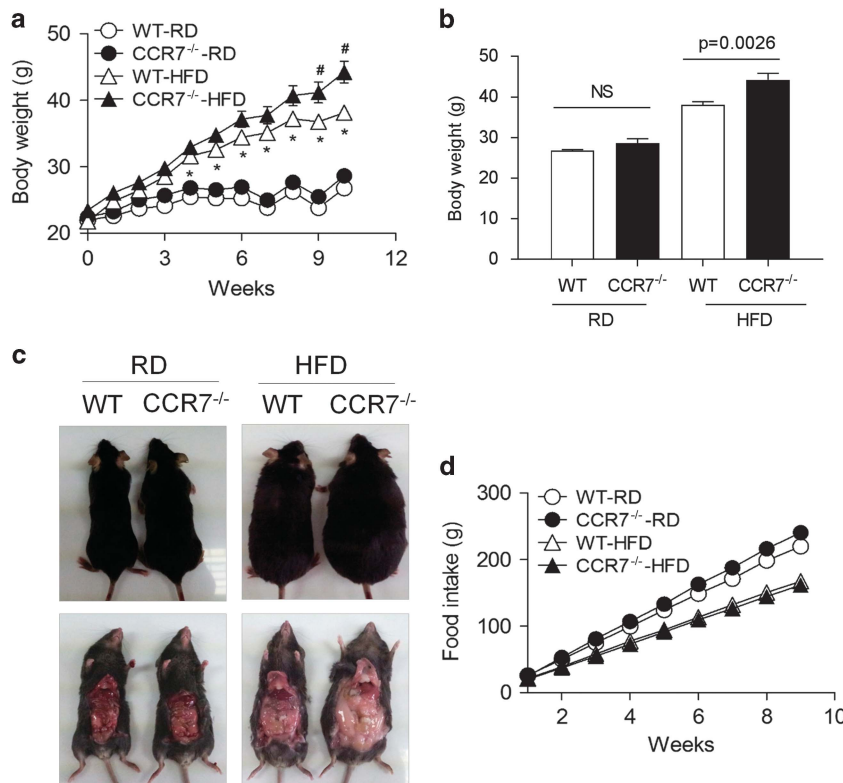 a
Body weight (g)
50
40
30
20
WT-RD
CCR7-/--RD
WT-HFD
CCR7-/--HFD
# #
* * * * * * *
0 3 6 9 12
Weeks
b
Body weight (g)
50
40
30
20
10
0
NS
p=0.0026
WT CCR7-/- WT CCR7-/-
RD HFD
c
RD HFD
WT CCR7-/- WT CCR7-/-
d
Food intake (g)
300
200
100
0
WT-RD
CCR7-/--RD
WT-HFD
CCR7-/--HFD
2 4 6 8 10
Weeks